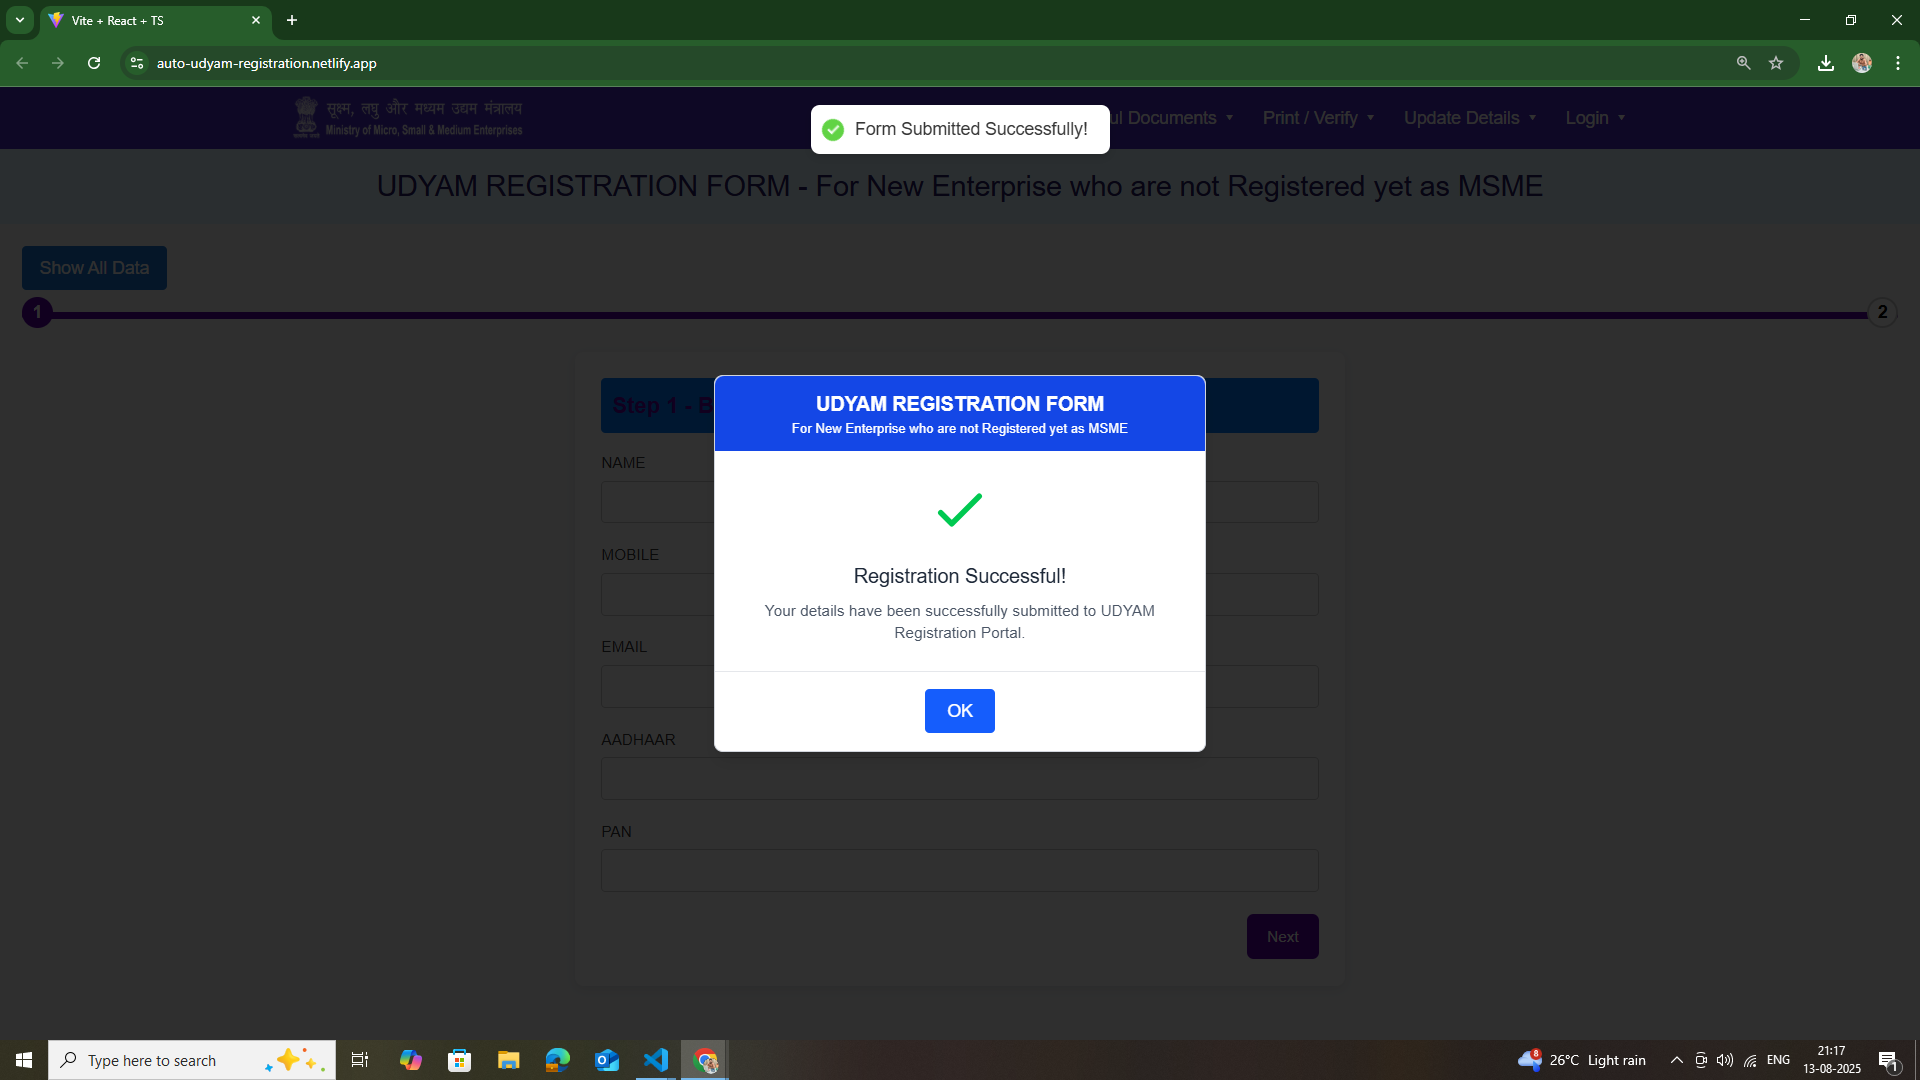 Vite + React + TS
auto-udyam-registration.netlify.app
सूक्ष्म, लघु और मध्यम उद्यम मंत्रालय
Ministry of Micro, Small & Medium Enterprises
Form Submitted Successfully!
Documents
Print / Verify
Update Details
Login
UDYAM REGISTRATION FORM - For New Enterprise who are not Registered yet as MSME
Show All Data
1
2
Step 1 - B
UDYAM REGISTRATION FORM
For New Enterprise who are not Registered yet as MSME
NAME
MOBILE
Registration Successful!
Your details have been successfully submitted to UDYAM
Registration Portal.
EMAIL
OK
AADHAAR
PAN
Next
Type here to search
8
26°C Light rain
ENG
21:17
13-08-2025
1